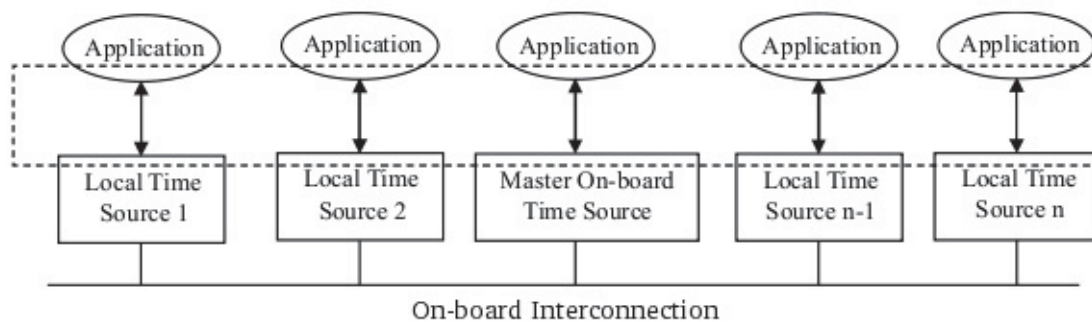 Application Application Application Application Application
Local Time Local Time Master On-board Local Time Local Time
Source 1 Source 2 Time Source Source n-1 Source n
On-board Interconnection